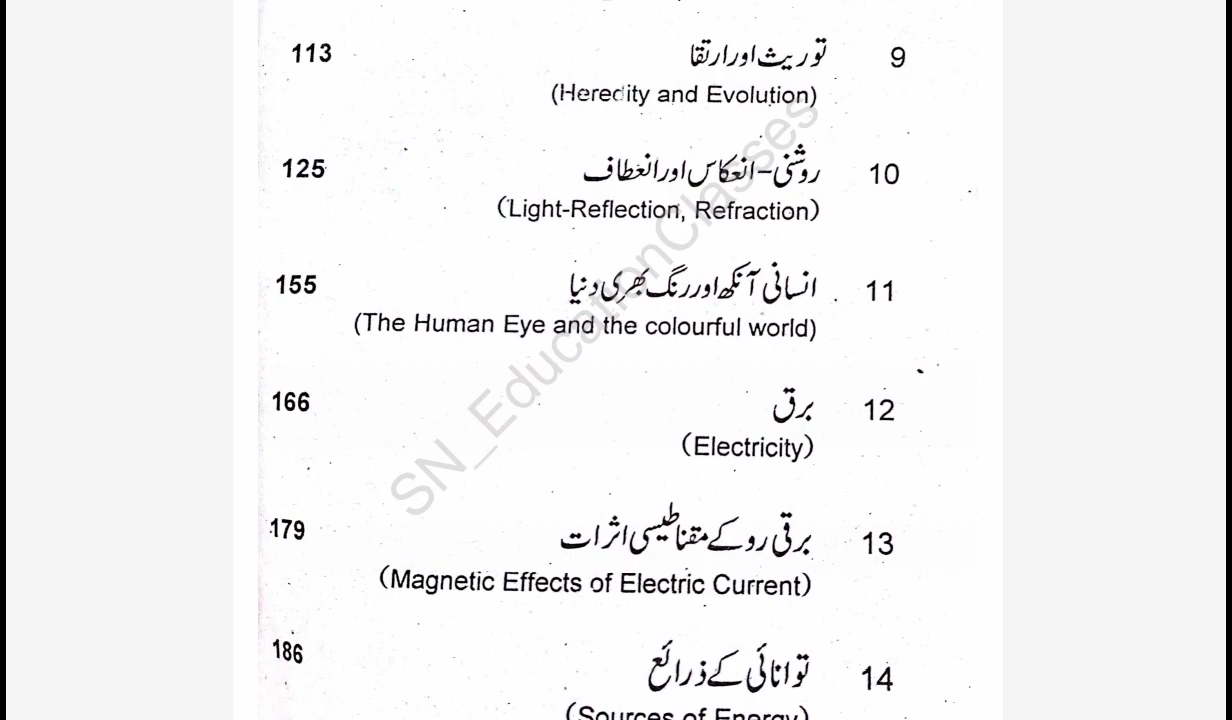 9 توریث اور ارتقا 113
(Heredity and Evolution)
10 روشنی - انعکاس اور انعطاف 125
(Light-Reflection, Refraction)
11 انسانی آنکھ اور رنگ بھری دنیا 155
(The Human Eye and the colourful world)
12 برق 166
(Electricity)
13 برقی رو کے مقناطیسی اثرات 179
(Magnetic Effects of Electric Current)
14 توانائی کے ذرائع 186
(Sources of Energy)
SN_EducationClasses